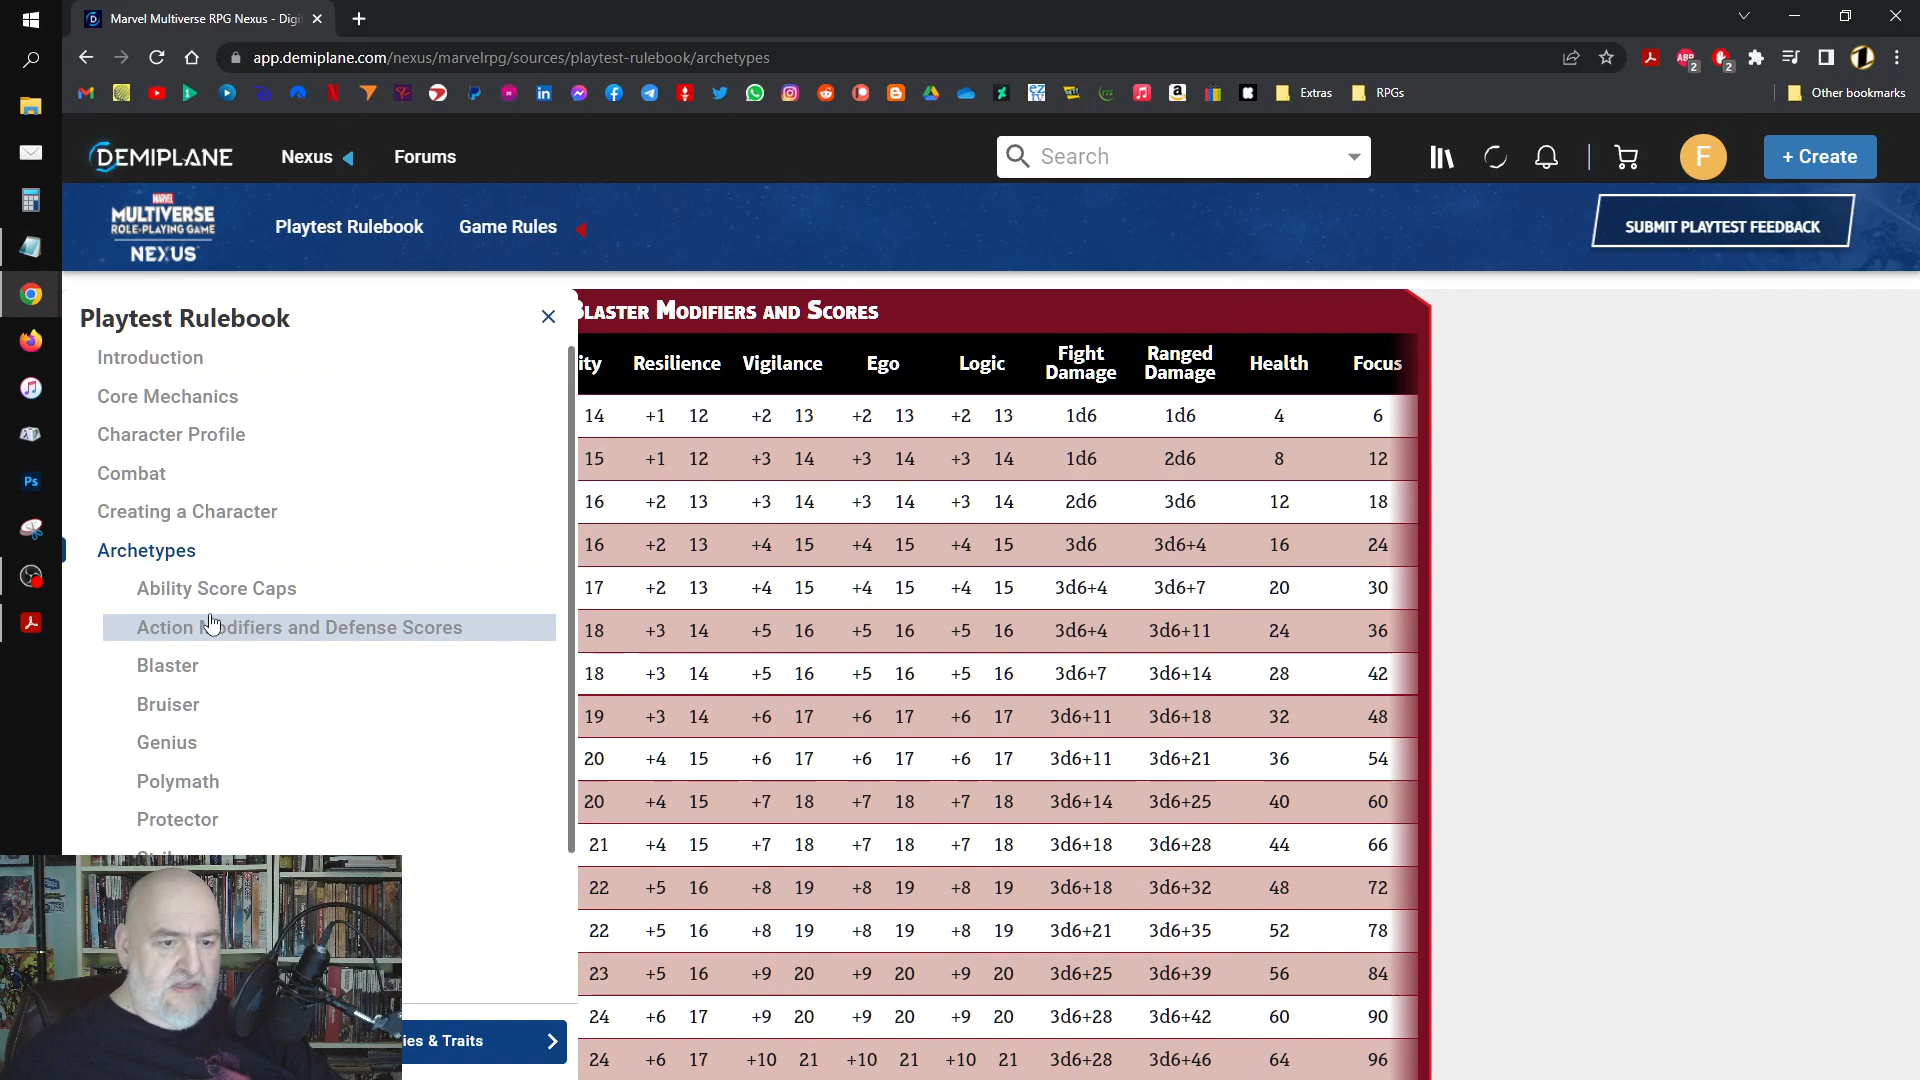 Marvel Multiverse RPG Nexus - Digi
app.demiplane.com/nexus/marvelrpg/sources/playtest-rulebook/archetypes
Extras
RPGs
Other bookmarks
DEMIPLANE
Nexus
Forums
Search
F
+ Create
MARVEL
MULTIVERSE
ROLE-PLAYING GAME
NEXUS
Playtest Rulebook
Game Rules
SUBMIT PLAYTEST FEEDBACK
Playtest Rulebook
Introduction
Core Mechanics
Character Profile
Combat
Creating a Character
Archetypes
Ability Score Caps
Action Modifiers and Defense Scores
Blaster
Bruiser
Genius
Polymath
Protector
ies & Traits
Blaster Modifiers and Scores
ity Resilience Vigilance Ego Logic Fight Damage Ranged Damage Health Focus
14 +1 12 +2 13 +2 13 +2 13 1d6 1d6 4 6
15 +1 12 +3 14 +3 14 +3 14 1d6 2d6 8 12
16 +2 13 +3 14 +3 14 +3 14 2d6 3d6 12 18
16 +2 13 +4 15 +4 15 +4 15 3d6 3d6+4 16 24
17 +2 13 +4 15 +4 15 +4 15 3d6+4 3d6+7 20 30
18 +3 14 +5 16 +5 16 +5 16 3d6+4 3d6+11 24 36
18 +3 14 +5 16 +5 16 +5 16 3d6+7 3d6+14 28 42
19 +3 14 +6 17 +6 17 +6 17 3d6+11 3d6+18 32 48
20 +4 15 +6 17 +6 17 +6 17 3d6+11 3d6+21 36 54
20 +4 15 +7 18 +7 18 +7 18 3d6+14 3d6+25 40 60
21 +4 15 +7 18 +7 18 +7 18 3d6+18 3d6+28 44 66
22 +5 16 +8 19 +8 19 +8 19 3d6+18 3d6+32 48 72
22 +5 16 +8 19 +8 19 +8 19 3d6+21 3d6+35 52 78
23 +5 16 +9 20 +9 20 +9 20 3d6+25 3d6+39 56 84
24 +6 17 +9 20 +9 20 +9 20 3d6+28 3d6+42 60 90
24 +6 17 +10 21 +10 21 +10 21 3d6+28 3d6+46 64 96